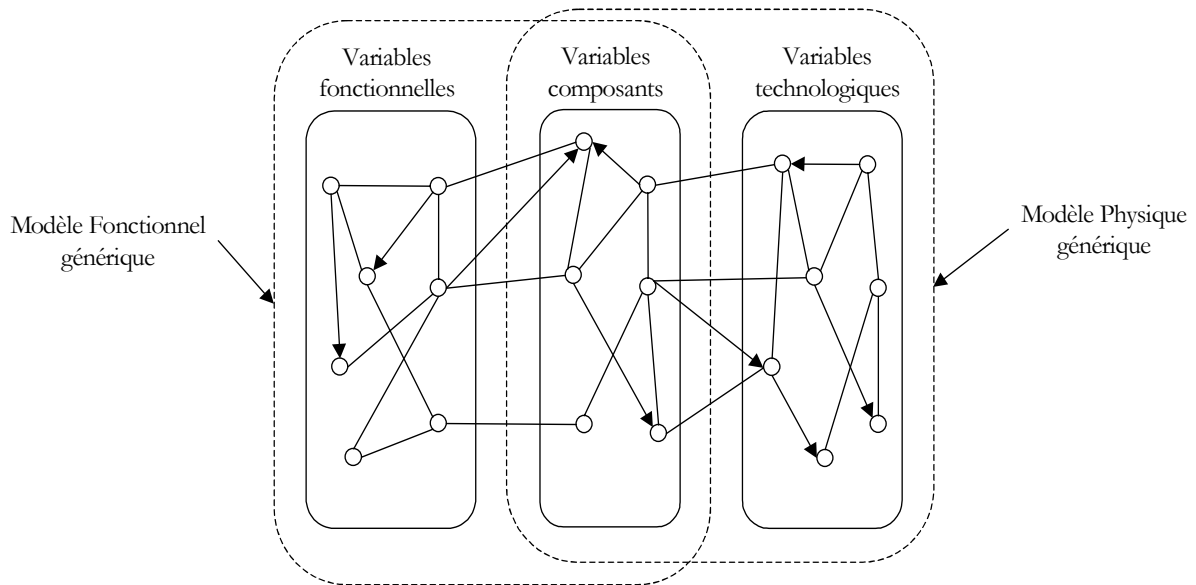 Variables
fonctionnelles
Variables
composants
Variables
technologiques
Modèle Fonctionnel
générique
Modèle Physique
générique